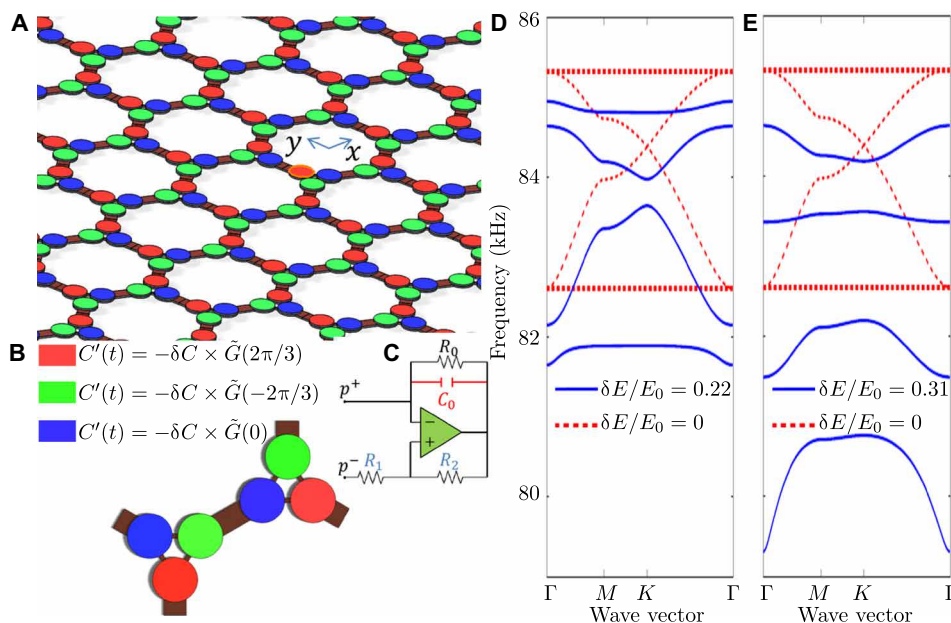 A
y
x
B
C′(t) = −δC × G̃(2π/3)
C′(t) = −δC × G̃(−2π/3)
C′(t) = −δC × G̃(0)
C
R₀
C₀
p⁺
−
+
p⁻
R₁
R₂
D
E
86
84
82
80
Frequency (kHz)
δE/E₀ = 0.22
δE/E₀ = 0
Γ M K Γ
Wave vector
δE/E₀ = 0.31
δE/E₀ = 0
Γ M K Γ
Wave vector